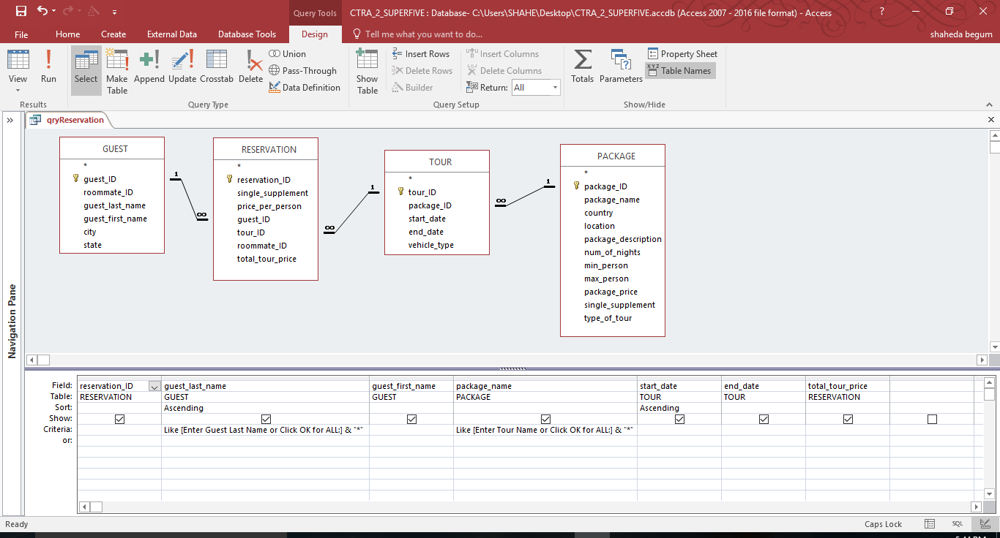 Query Tools
CTRA_2_SUPERFIVE : Database- C:\Users\SHAHE\Desktop\CTRA_2_SUPERFIVE.accdb (Access 2007 - 2016 file format) - Access
?
File Home Create External Data Database Tools Design Tell me what you want to do... shaheda begum
View
Run
Results
Select
Make Table
Append
Update
Crosstab
Delete
Union
Pass-Through
Data Definition
Query Type
Show Table
Insert Rows
Delete Rows
Builder
Insert Columns
Delete Columns
Return: All
Query Setup
Totals
Parameters
Property Sheet
XYZ
Table Names
Show/Hide
»
qryReservation
Navigation Pane
GUEST
*
guest_ID
roommate_ID
guest_last_name
guest_first_name
city
state
1
∞
RESERVATION
*
reservation_ID
single_supplement
price_per_person
guest_ID
tour_ID
roommate_ID
total_tour_price
1
∞
TOUR
*
tour_ID
package_ID
start_date
end_date
vehicle_type
1
∞
PACKAGE
*
package_ID
package_name
country
location
package_description
num_of_nights
min_person
max_person
package_price
single_supplement
type_of_tour
Field: reservation_ID guest_last_name guest_first_name package_name start_date end_date total_tour_price
Table: RESERVATION GUEST GUEST PACKAGE TOUR TOUR RESERVATION
Sort: Ascending Ascending
Show:
Criteria: Like [Enter Guest Last Name or Click OK for ALL:] & "*" Like [Enter Tour Name or Click OK for ALL:] & "*"
or:
Ready
Caps Lock
SQL